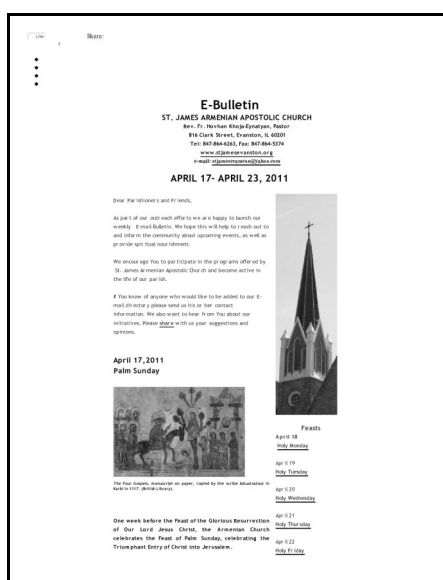 Like
Share:
1
E-Bulletin
ST. JAMES ARMENIAN APOSTOLIC CHURCH
Rev. Fr. Hovhan Khoja-Eynatyan, Pastor
816 Clark Street, Evanston, IL 60201
Tel: 847-864-6263, Fax: 847-864-5374
www.stjamesevanston.org
e-mail: stjamesevanston@yahoo.com
APRIL 17- APRIL 23, 2011
Dear Parishioners and Friends,
As part of our outreach efforts we are happy to launch our
weekly E-mail Bulletin. We hope this will help to reach out to
and inform the community about upcoming events, as well as
provide spiritual nourishment.
We encourage You to participate in the programs offered by
St. James Armenian Apostolic Church and become active in
the life of our parish.
If You know of anyone who would like to be added to our E-
mail directory please send us his or her contact
information. We also want to hear from You about our
initiatives. Please share with us your suggestions and
opinions.
April 17,2011
Palm Sunday
The Four Gospels, manuscript on paper, copied by the scribe
in 1317. (British Library).
One week before the Feast of the Glorious Resurrection
of Our Lord Jesus Christ, the Armenian Church
celebrates the Feast of Palm Sunday, celebrating the
Triumphant Entry of Christ into Jerusalem.
Feasts
April 18
Holy Monday
April 19
Holy Tuesday
April 20
Holy Wednesday
April 21
Holy Thursday
April 22
Holy Friday